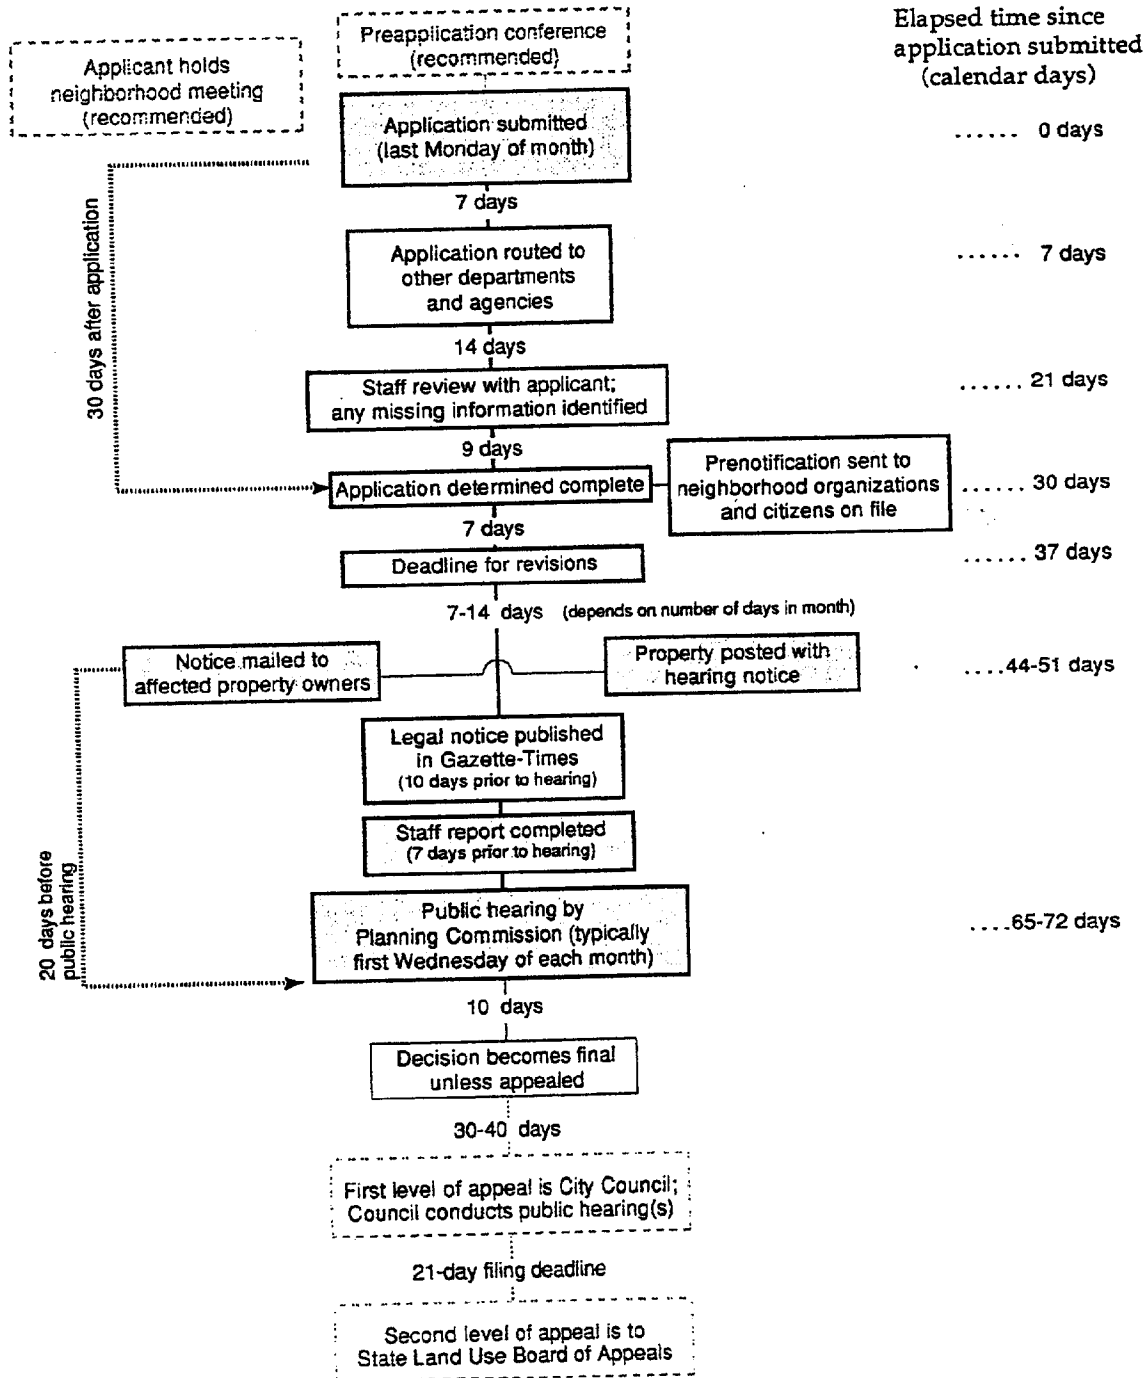 Preapplication conference
(recommended)
Elapsed time since
application submitted
(calendar days)
Applicant holds
neighborhood meeting
(recommended)
Application submitted
(last Monday of month)
...... 0 days
7 days
30 days after application
Application routed to
other departments
and agencies
...... 7 days
14 days
Staff review with applicant;
any missing information identified
...... 21 days
9 days
Application determined complete
Prenotification sent to
neighborhood organizations
and citizens on file
...... 30 days
7 days
Deadline for revisions
...... 37 days
7-14 days (depends on number of days in month)
Notice mailed to
affected property owners
Property posted with
hearing notice
....44-51 days
Legal notice published
in Gazette-Times
(10 days prior to hearing)
Staff report completed
(7 days prior to hearing)
20 days before
public hearing
Public hearing by
Planning Commission (typically
first Wednesday of each month)
....65-72 days
10 days
Decision becomes final
unless appealed
30-40 days
First level of appeal is City Council;
Council conducts public hearing(s)
21-day filing deadline
Second level of appeal is to
State Land Use Board of Appeals